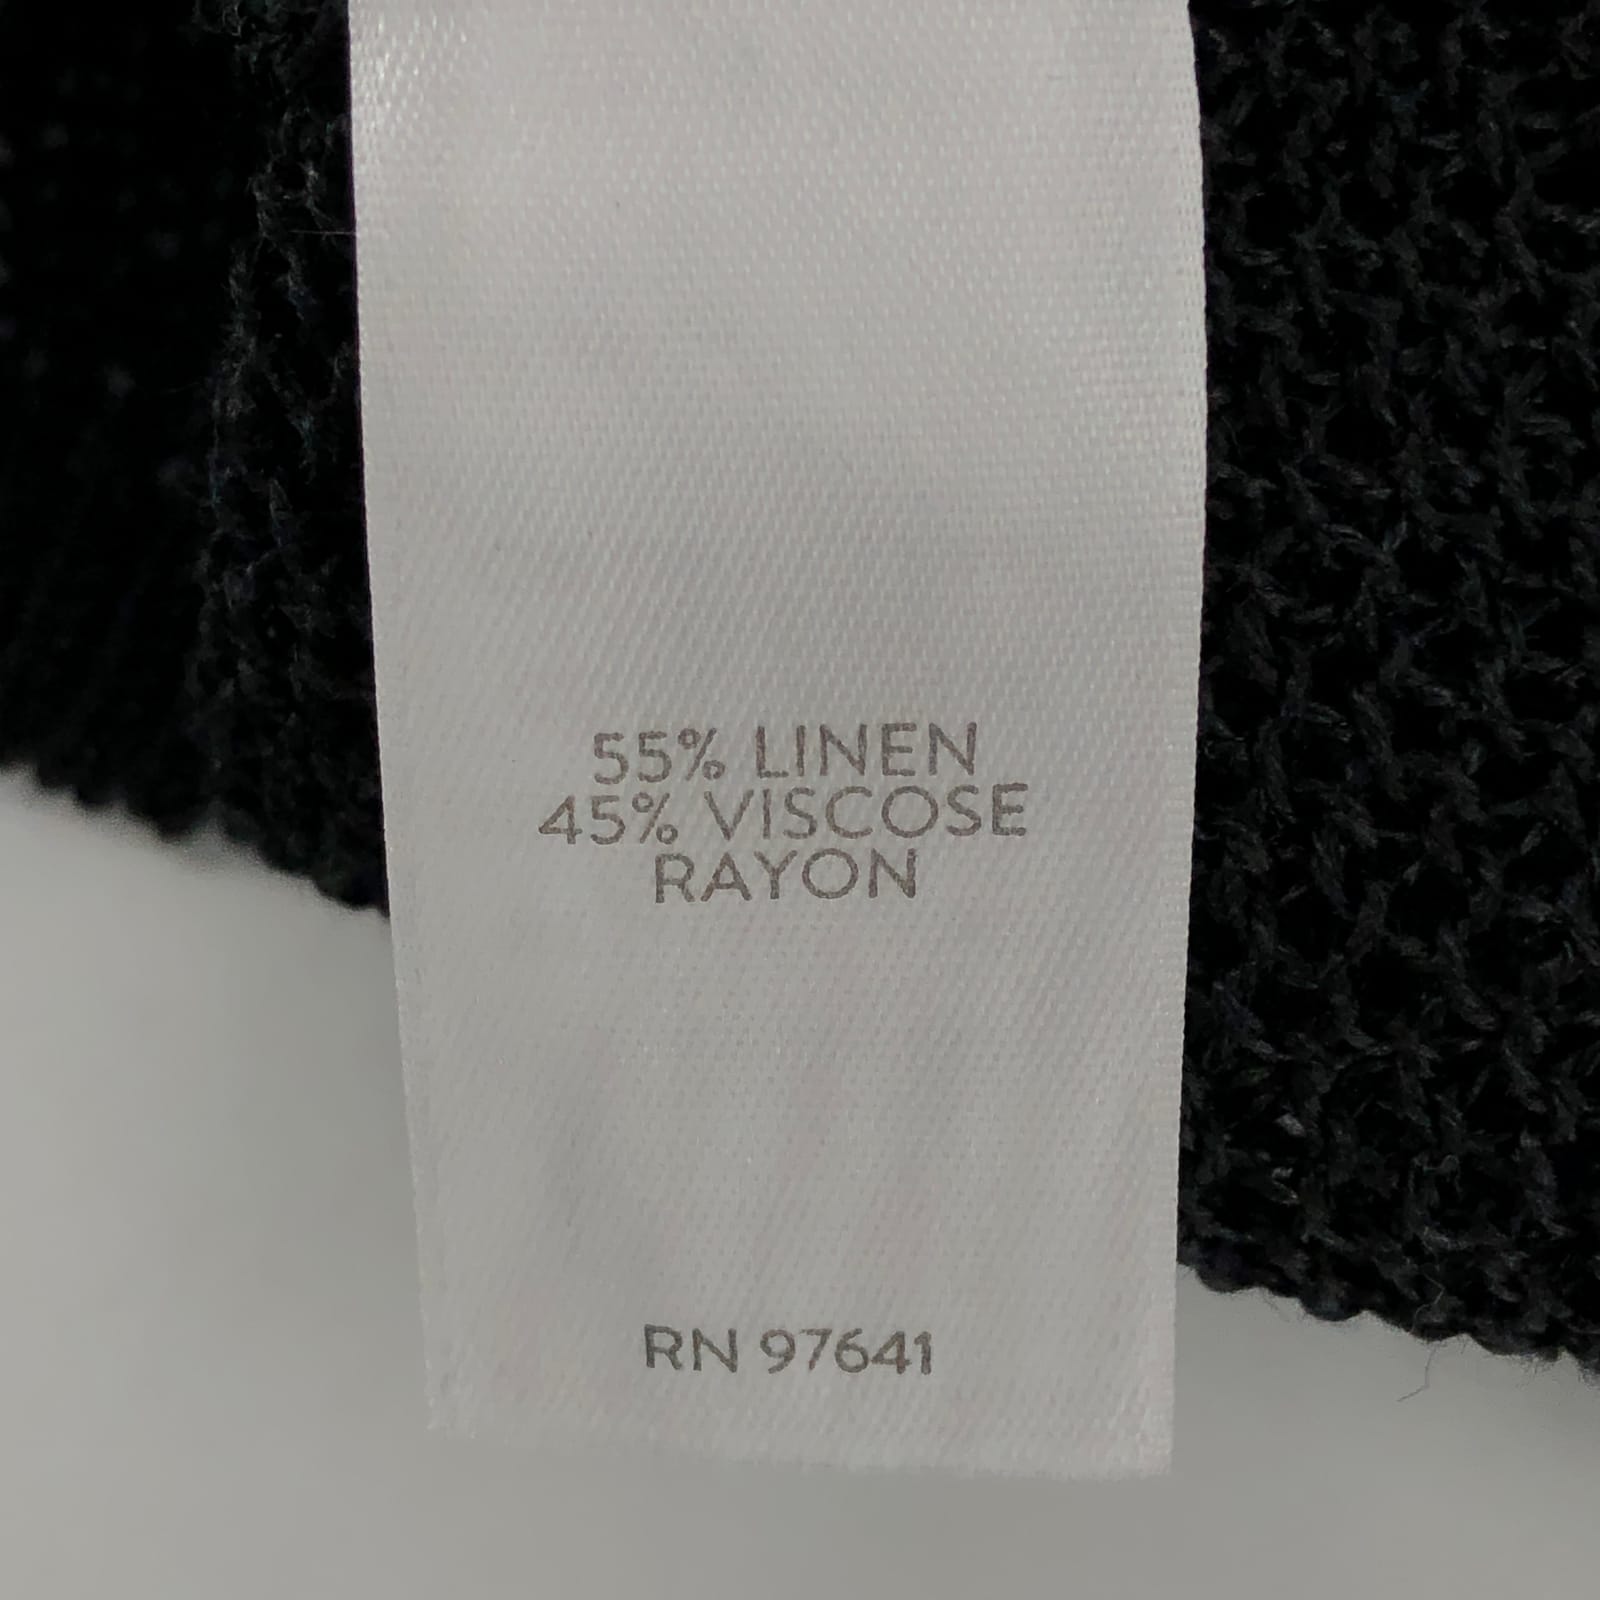 55% LINEN
45% VISCOSE
RAYON
RN 97641